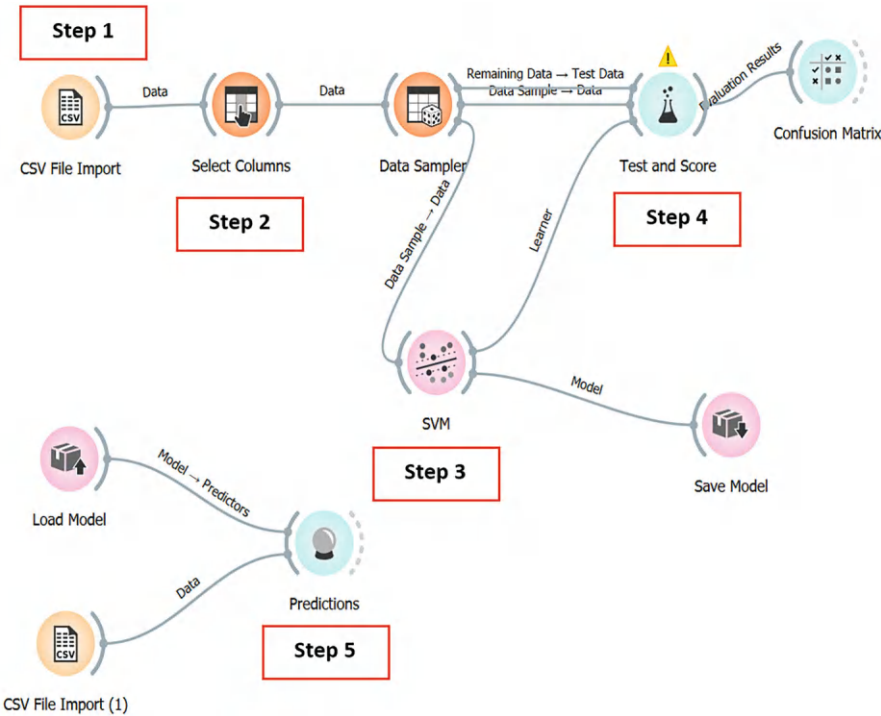 Step 1
CSV
CSV File Import
Data
Select Columns
Step 2
Data
Data Sampler
Remaining Data → Test Data
Data Sample → Data
Test and Score
Step 4
Evaluation Results
Confusion Matrix
Data Sample → Data
Learner
SVM
Step 3
Model
Save Model
Load Model
Model → Predictors
Data
Predictions
Step 5
CSV
CSV File Import (1)